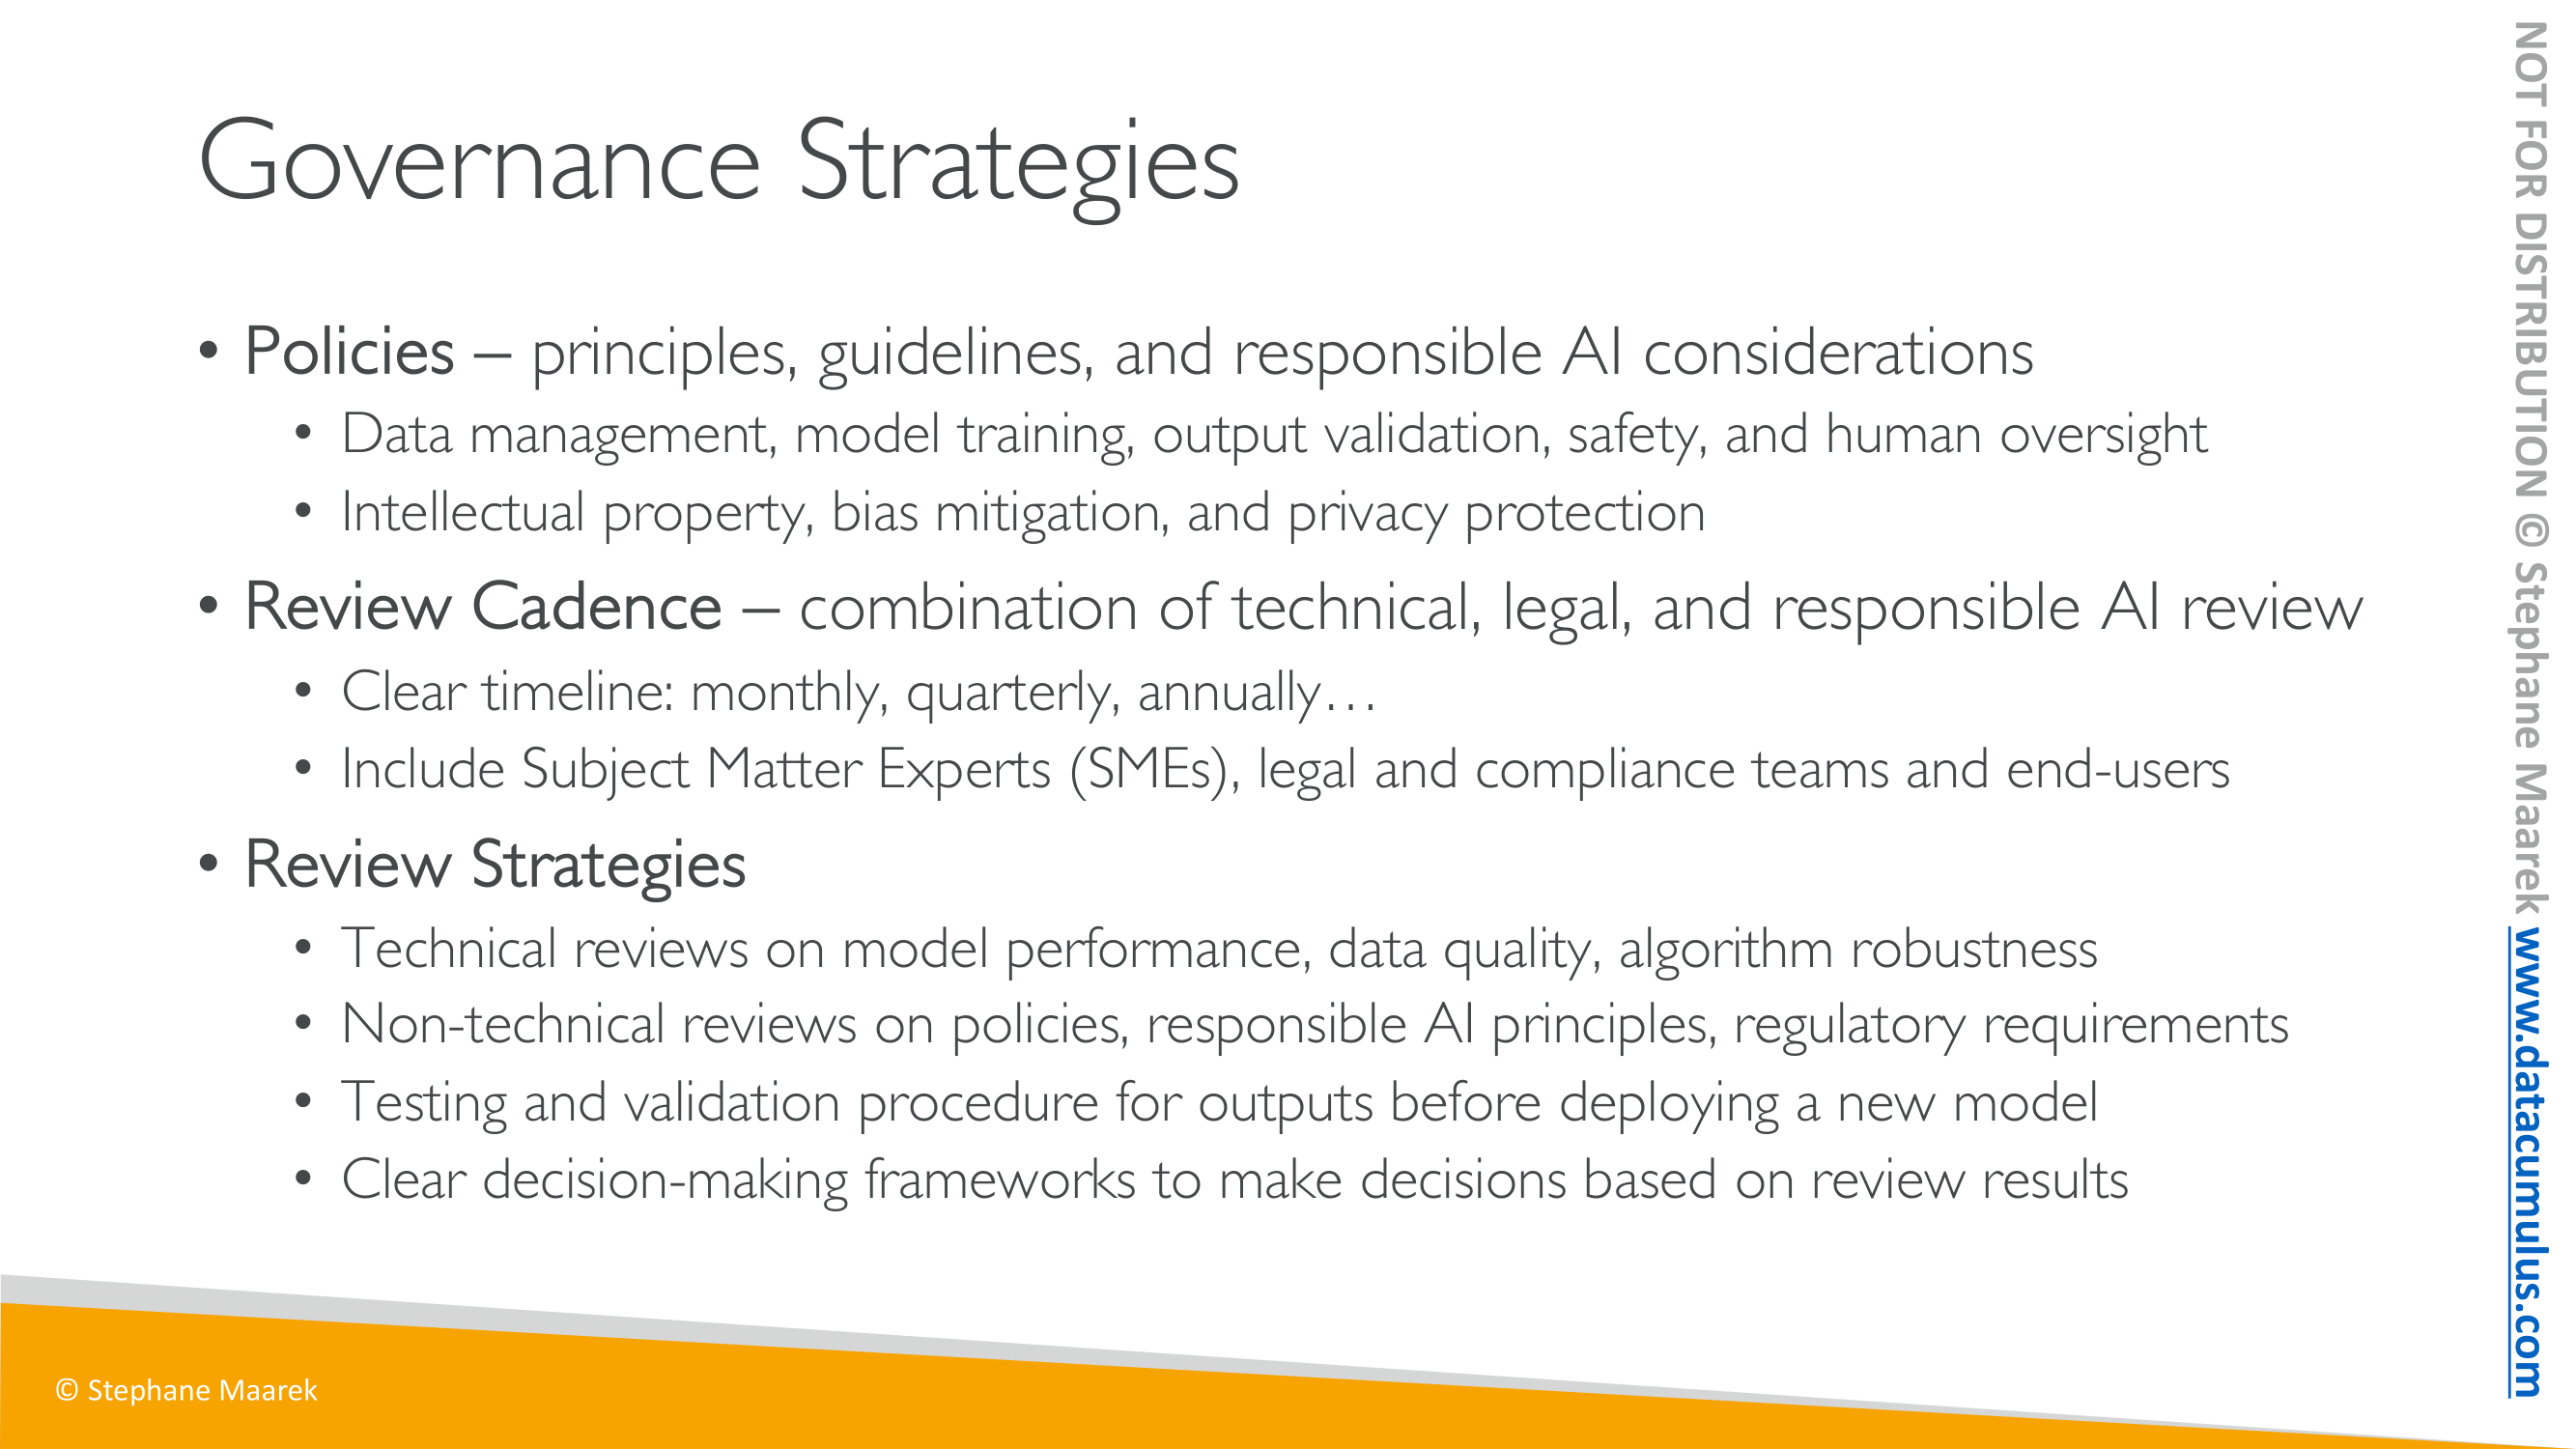 Governance Strategies
• Policies – principles, guidelines, and responsible AI considerations
• Data management, model training, output validation, safety, and human oversight
• Intellectual property, bias mitigation, and privacy protection
• Review Cadence – combination of technical, legal, and responsible AI review
• Clear timeline: monthly, quarterly, annually…
• Include Subject Matter Experts (SMEs), legal and compliance teams and end-users
• Review Strategies
• Technical reviews on model performance, data quality, algorithm robustness
• Non-technical reviews on policies, responsible AI principles, regulatory requirements
• Testing and validation procedure for outputs before deploying a new model
• Clear decision-making frameworks to make decisions based on review results
© Stephane Maarek
NOT FOR DISTRIBUTION © Stephane Maarek www.datacumulus.com